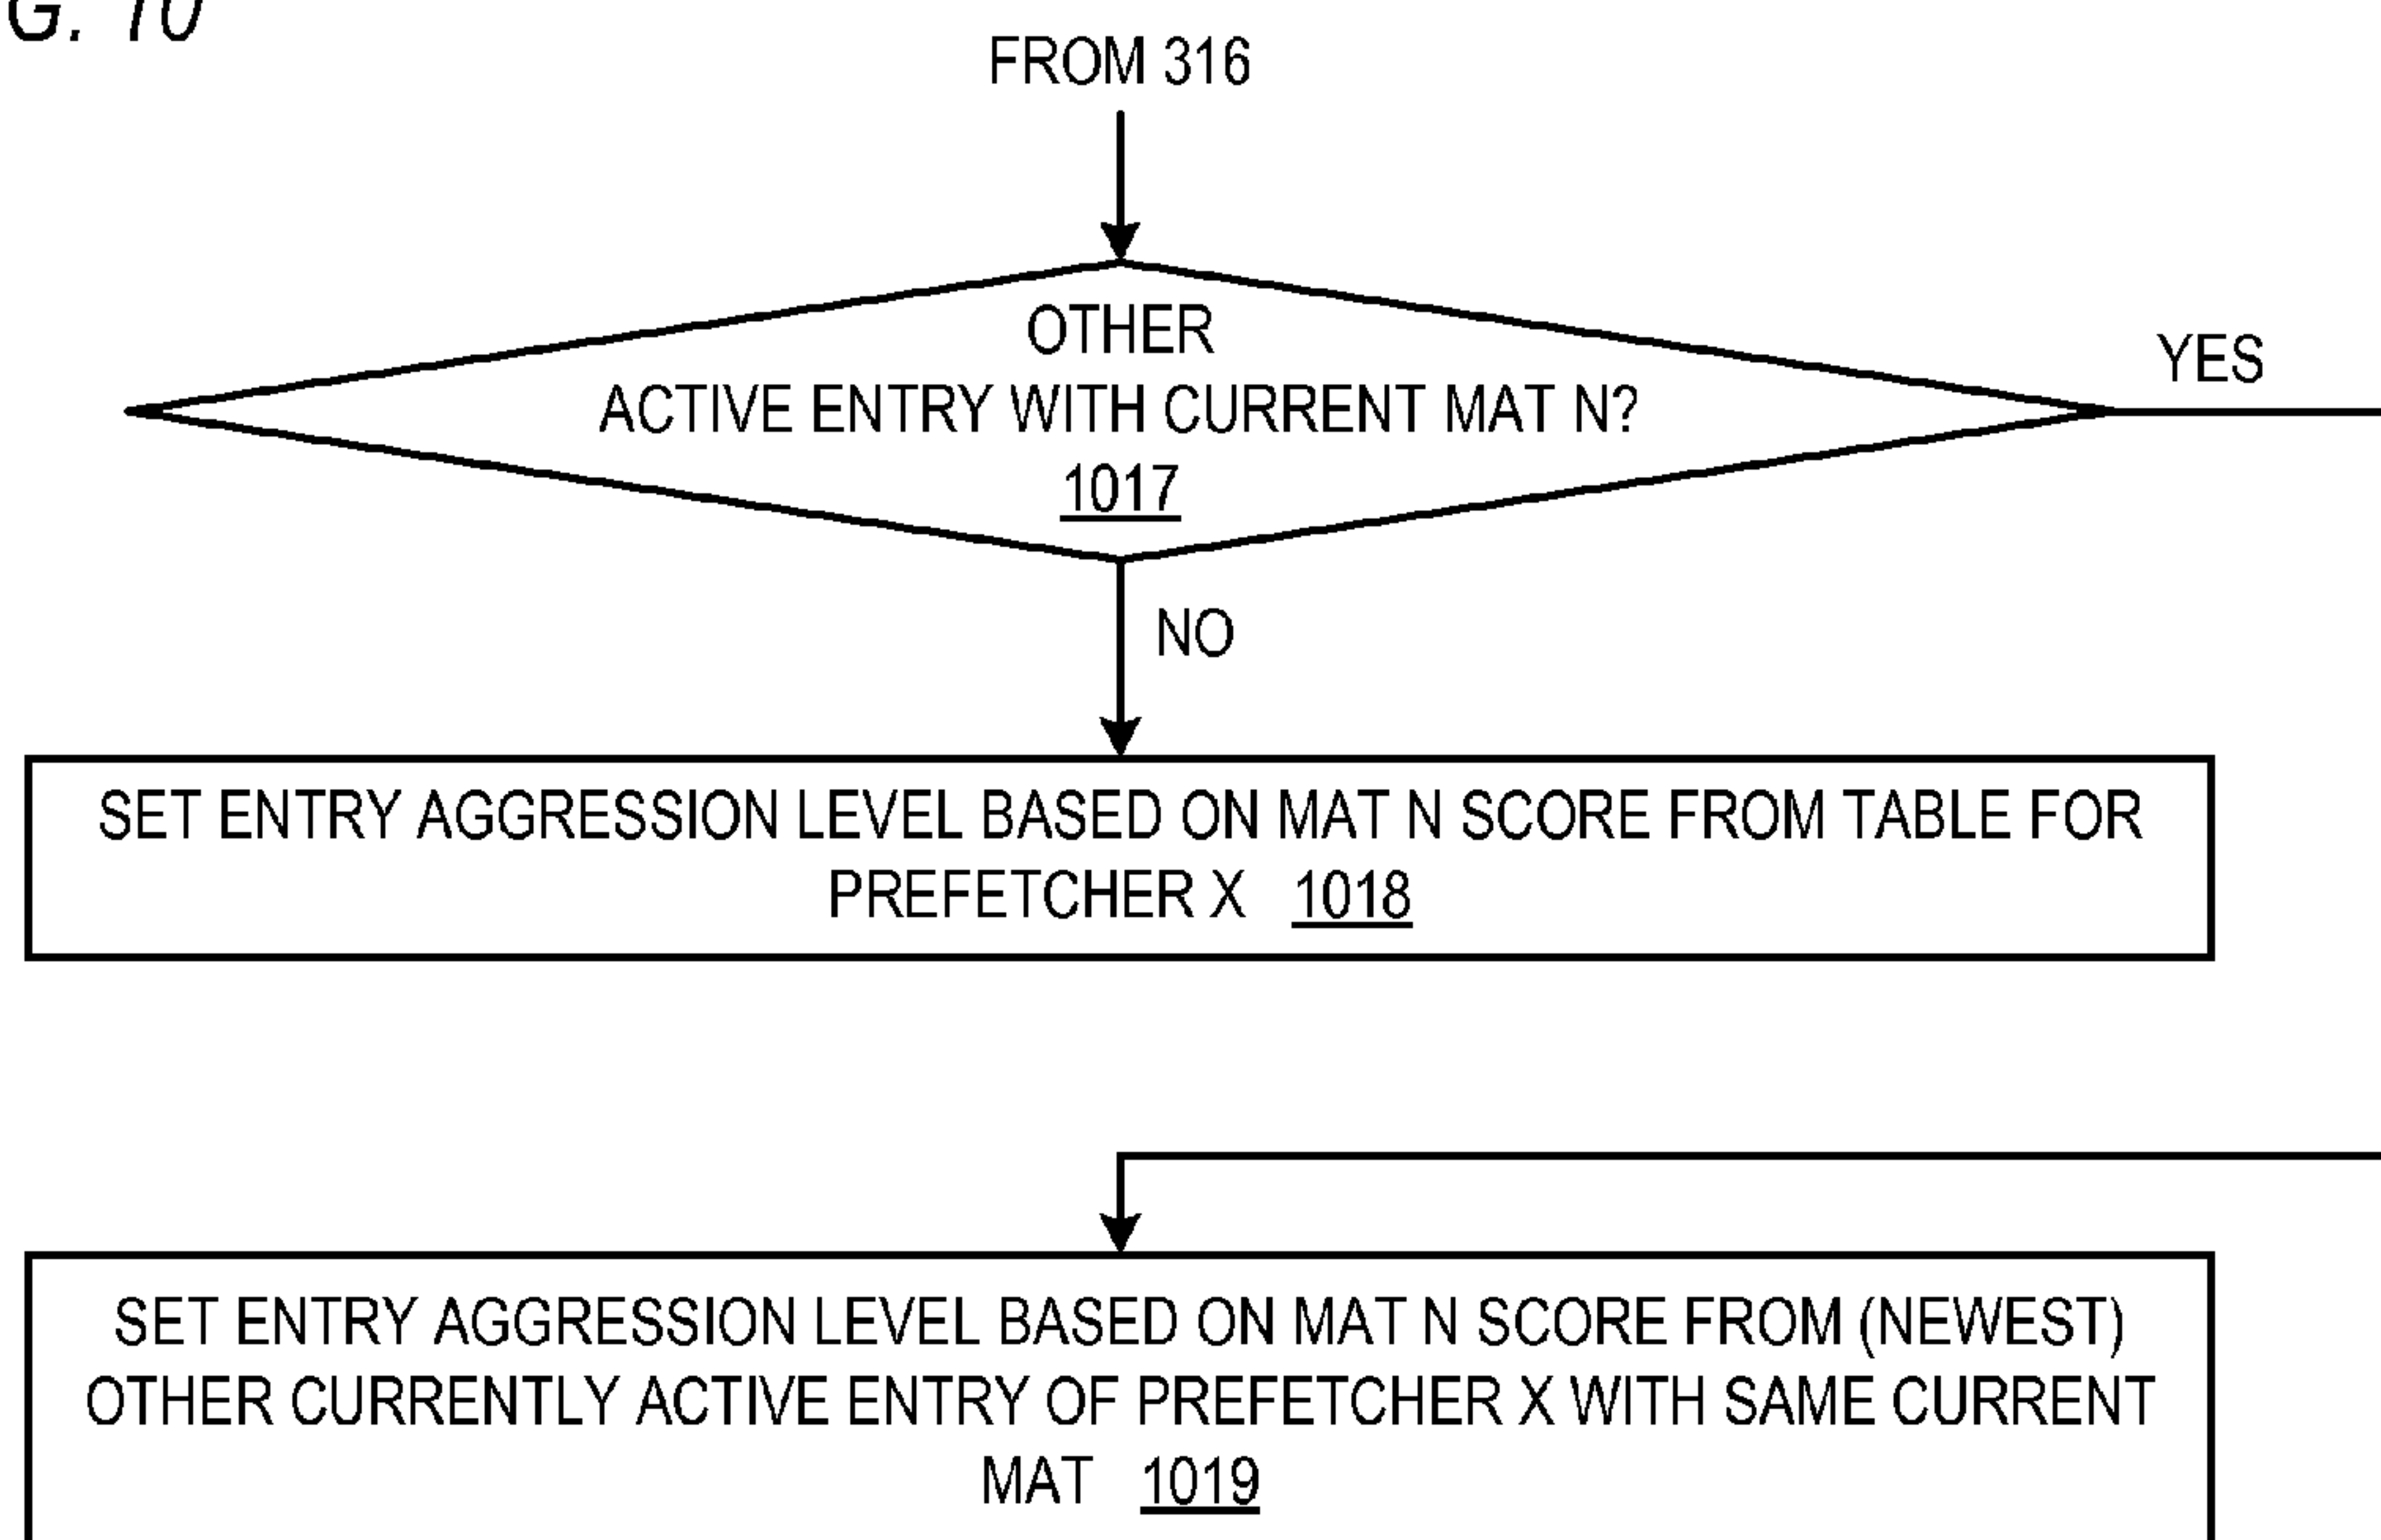 G. 10
FROM 316
OTHER
ACTIVE ENTRY WITH CURRENT MAT N?
1017
YES
NO
SET ENTRY AGGRESSION LEVEL BASED ON MAT N SCORE FROM TABLE FOR
PREFETCHER X 1018
SET ENTRY AGGRESSION LEVEL BASED ON MAT N SCORE FROM (NEWEST)
OTHER CURRENTLY ACTIVE ENTRY OF PREFETCHER X WITH SAME CURRENT
MAT 1019